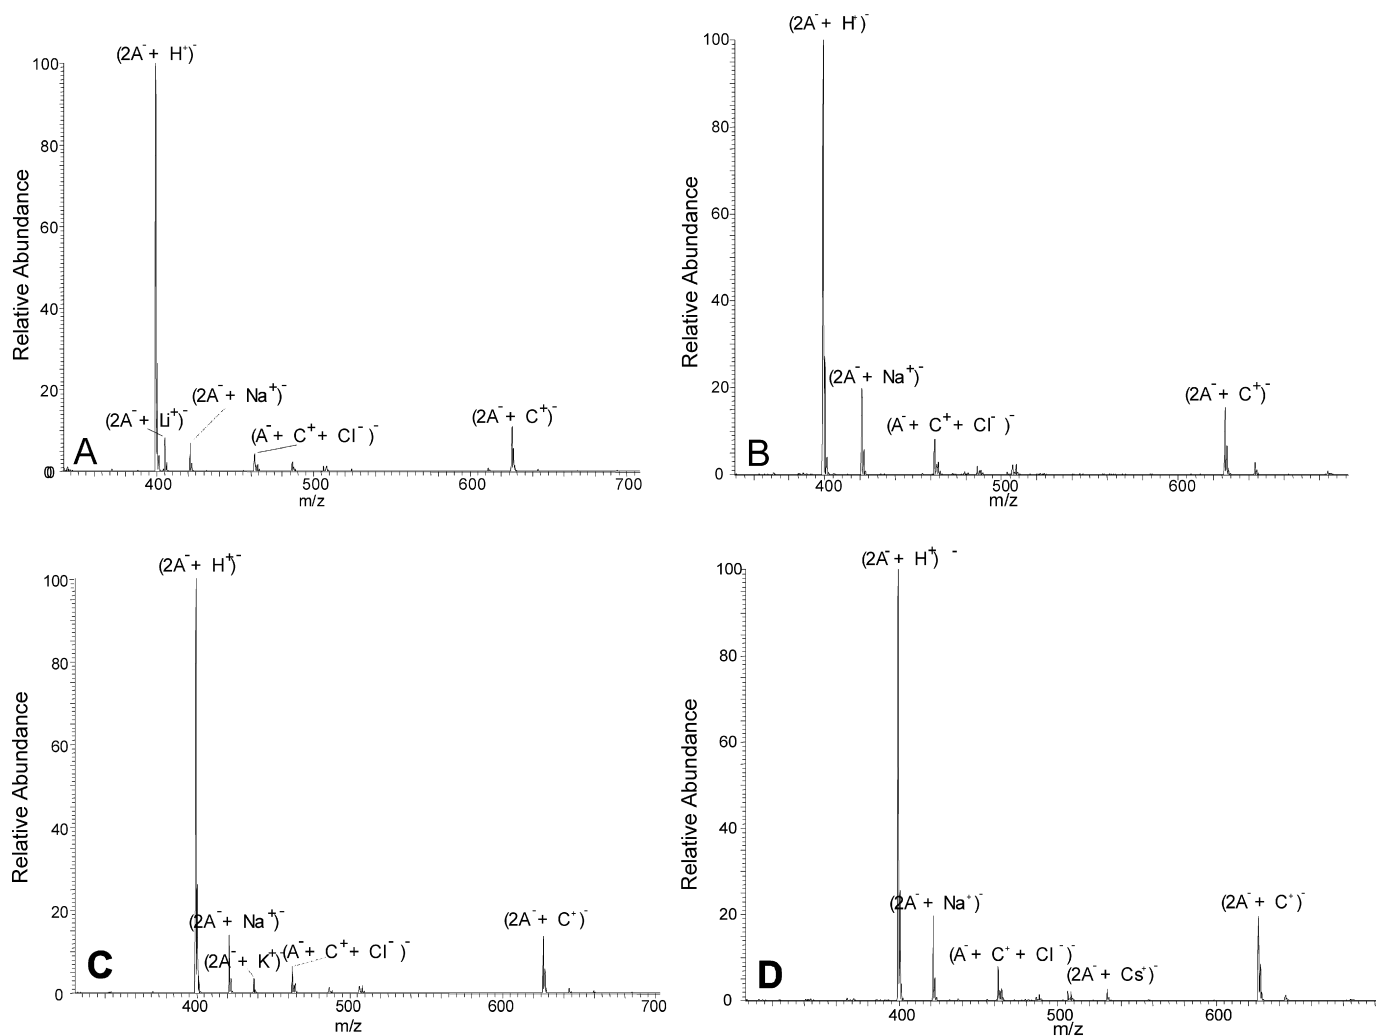 (2A⁻ + H⁺)⁻
100
80
60
40
20
0
Relative Abundance
(2A⁻ + Li⁺)⁻
(2A⁻ + Na⁺)⁻
(A⁻ + C⁺ + Cl⁻)⁻
(2A⁻ + C⁺)⁻
A
400 500 600 700
m/z
(2A⁻ + H⁺)⁻
100
80
60
40
20
0
Relative Abundance
(2A⁻ + Na⁺)⁻
(A⁻ + C⁺ + Cl⁻)⁻
(2A⁻ + C⁺)⁻
B
400 500 600
m/z
(2A⁻ + H⁺)⁻
100
80
60
40
20
0
Relative Abundance
(2A⁻ + Na⁺)⁻
(2A⁻ + K⁺)⁻
(A⁻ + C⁺ + Cl⁻)⁻
(2A⁻ + C⁺)⁻
C
400 500 600 700
m/z
(2A⁻ + H⁺)⁻
100
80
60
40
20
0
Relative Abundance
(2A⁻ + Na⁺)⁻
(A⁻ + C⁺ + Cl⁻)⁻
(2A⁻ + Cs⁺)⁻
(2A⁻ + C⁺)⁻
D
400 500 600
m/z